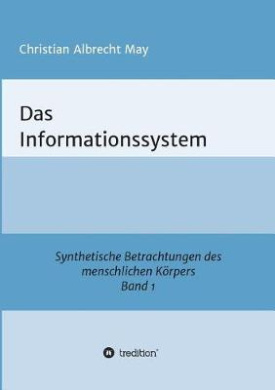 Christian Albrecht May
Das
Informationssystem
Synthetische Betrachtungen des
menschlichen Körpers
Band 1
tredition®